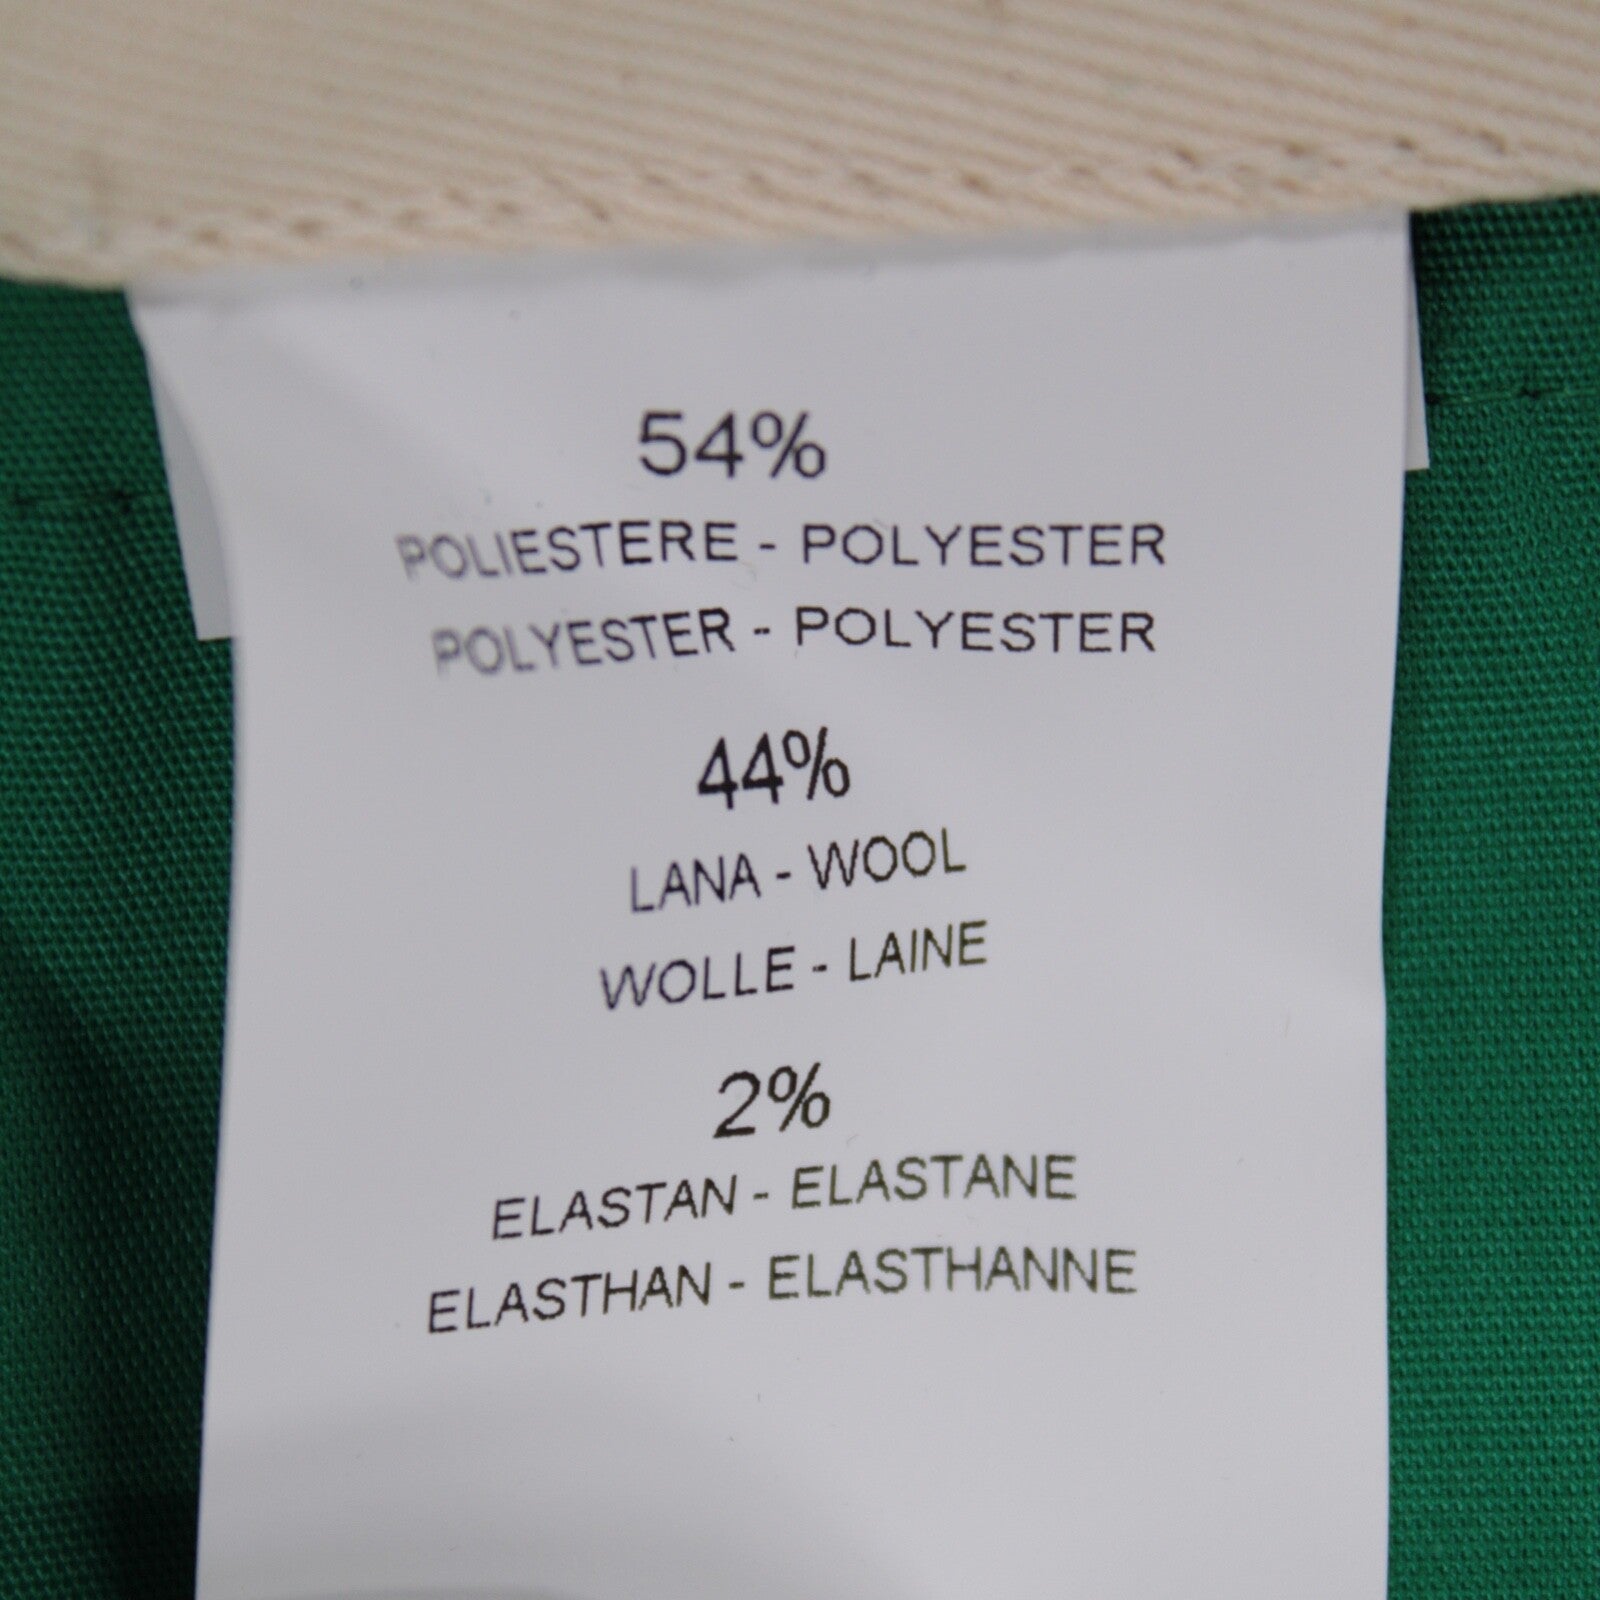 54%
POLIESTERE - POLYESTER
POLYESTER - POLYESTER
44%
LANA - WOOL
WOLLE - LAINE
2%
ELASTAN - ELASTANE
ELASTHAN - ELASTHANNE